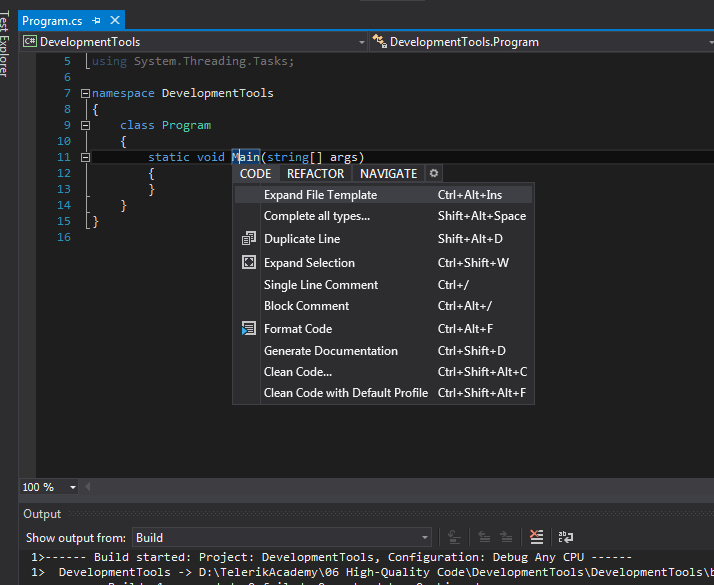 Test Explorer
Program.cs
C# DevelopmentTools
DevelopmentTools.Program
5 using System.Threading.Tasks;
6
7 namespace DevelopmentTools
8 {
9 class Program
10 {
11 static void Main(string[] args)
12 {
13 }
14 }
15 }
16
CODE REFACTOR NAVIGATE
Expand File Template Ctrl+Alt+Ins
Complete all types... Shift+Alt+Space
Duplicate Line Shift+Alt+D
Expand Selection Ctrl+Shift+W
Single Line Comment Ctrl+/
Block Comment Ctrl+Alt+/
Format Code Ctrl+Alt+F
Generate Documentation Ctrl+Shift+D
Clean Code... Ctrl+Shift+Alt+C
Clean Code with Default Profile Ctrl+Shift+Alt+F
100 %
Output
Show output from: Build
1>------ Build started: Project: DevelopmentTools, Configuration: Debug Any CPU ------
1> DevelopmentTools -> D:\TelerikAcademy\06 High-Quality Code\DevelopmentTools\DevelopmentTools\b